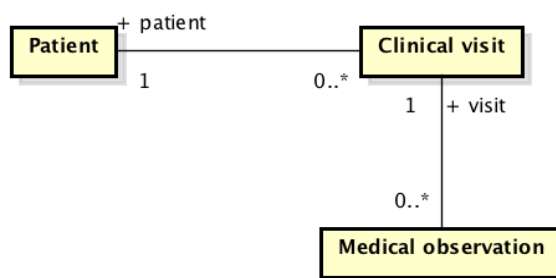 + patient
Patient
Clinical visit
1
0..*
1
+ visit
0..*
Medical observation